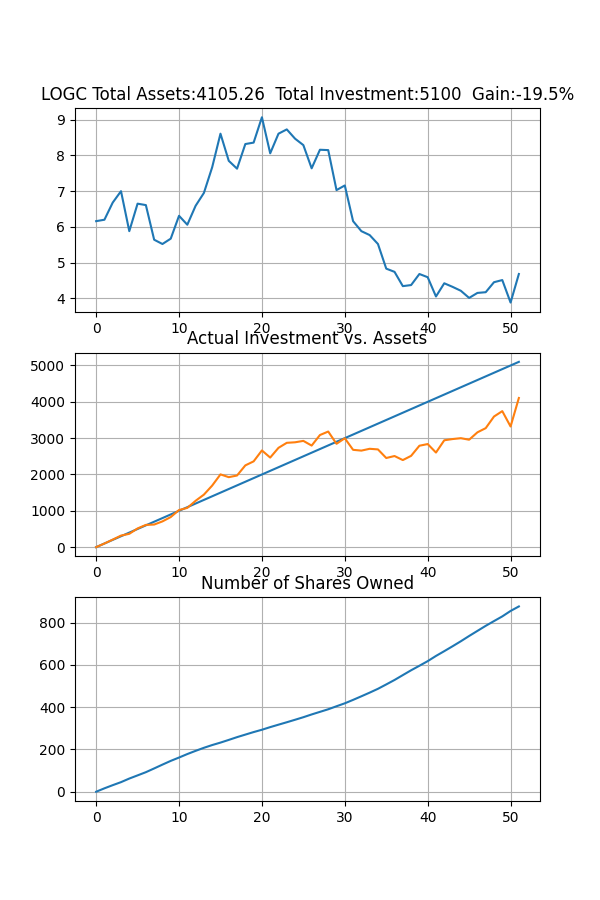 LOGC Total Assets:4105.26  Total Investment:5100  Gain:-19.5%
9
8
7
6
5
4
0 10 20 30 40 50
Actual Investment vs. Assets
5000
4000
3000
2000
1000
0
0 10 20 30 40 50
Number of Shares Owned
800
600
400
200
0
0 10 20 30 40 50